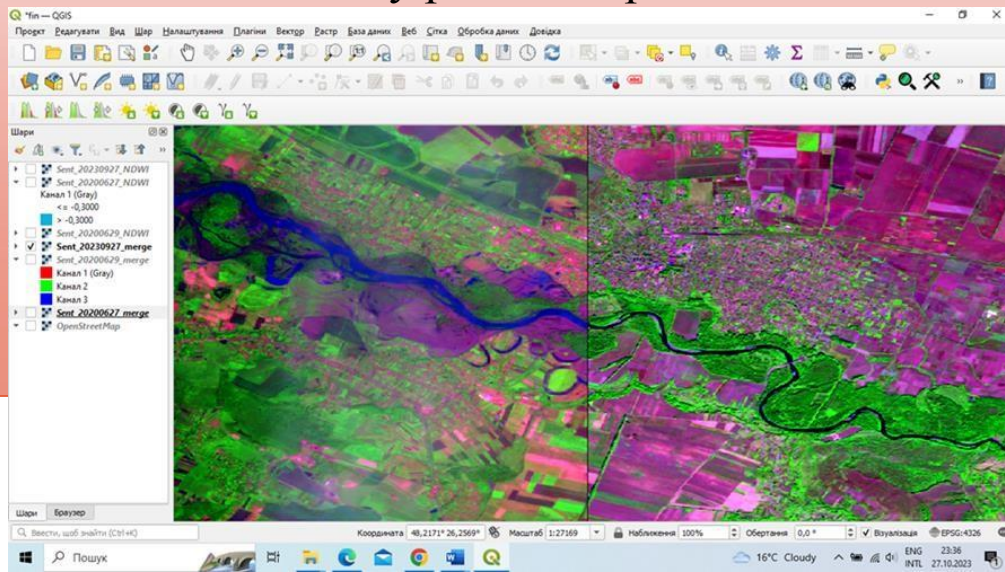 *fin — QGIS
Проєкт Редагувати Вид Шар Налаштування Плагіни Вектор Растр База даних Веб Сітка Обробка даних Довідка
Шари
Sent_20230927_NDWI
Sent_20200627_NDWI
Канал 1 (Gray)
<= -0,3000
> -0,3000
Sent_20200629_NDWI
Sent_20230927_merge
Sent_20200629_merge
Канал 1 (Gray)
Канал 2
Канал 3
Sent_20200627_merge
OpenStreetMap
Шари Браузер
Ввести, щоб знайти (Ctrl+K) Координата 48,2171° 26,2569° Масштаб 1:27169 Наближення 100% Обертання 0,0 ° Візуалізація EPSG:4326
Пошук 16°C Cloudy ENG 23:36
INTL 27.10.2023